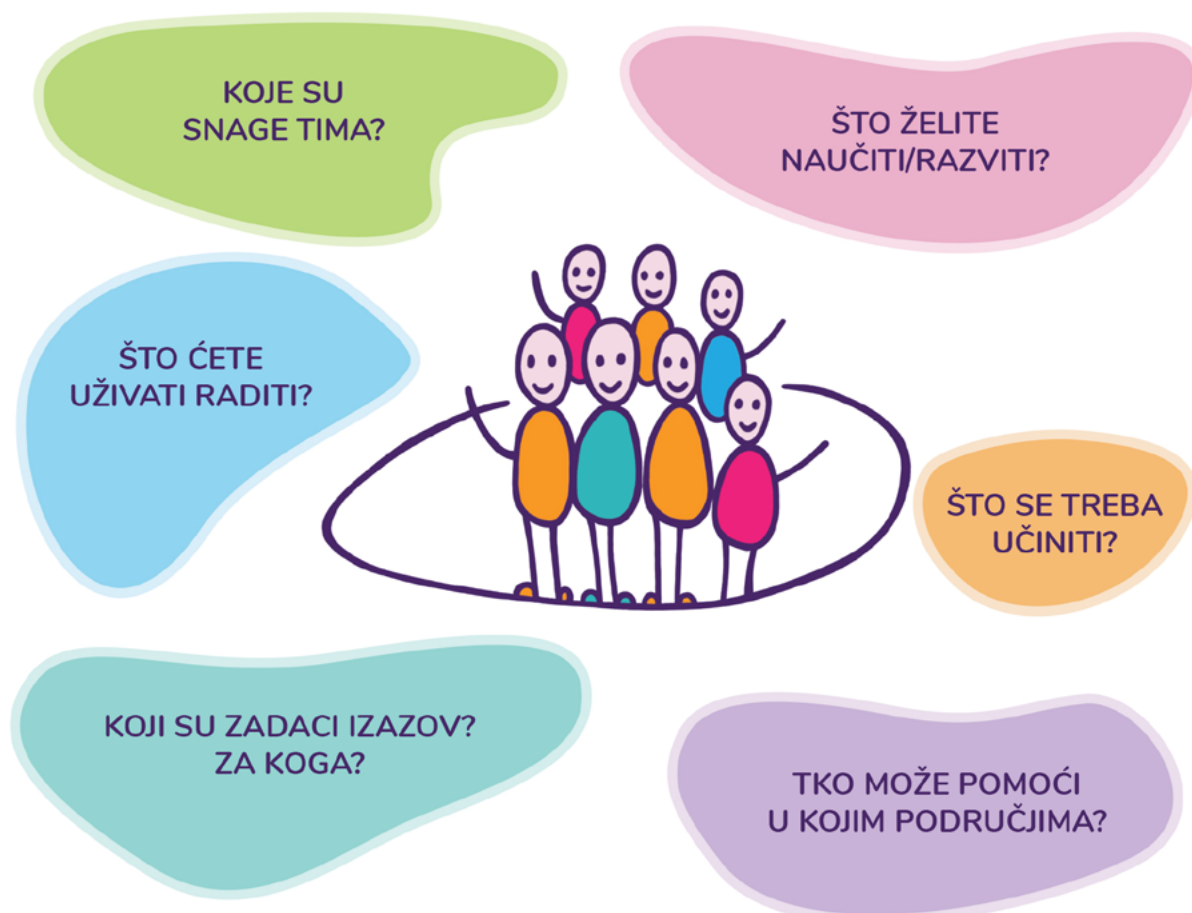 KOJE SU
SNAGE TIMA?
ŠTO ŽELITE
NAUČITI/RAZVITI?
ŠTO ĆETE
UŽIVATI RADITI?
ŠTO SE TREBA
UČINITI?
KOJI SU ZADACI IZAZOV?
ZA KOGA?
TKO MOŽE POMOĆI
U KOJIM PODRUČJIMA?